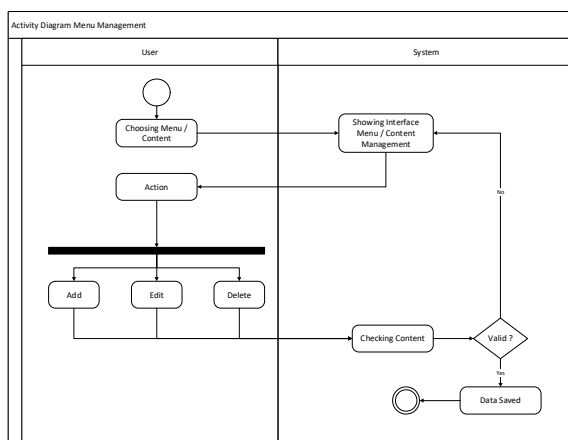 Activity Diagram Menu Management
User
System
Choosing Menu /
Content
Showing Interface
Menu / Content
Management
Action
No
Add
Edit
Delete
Checking Content
Valid ?
Yes
Data Saved